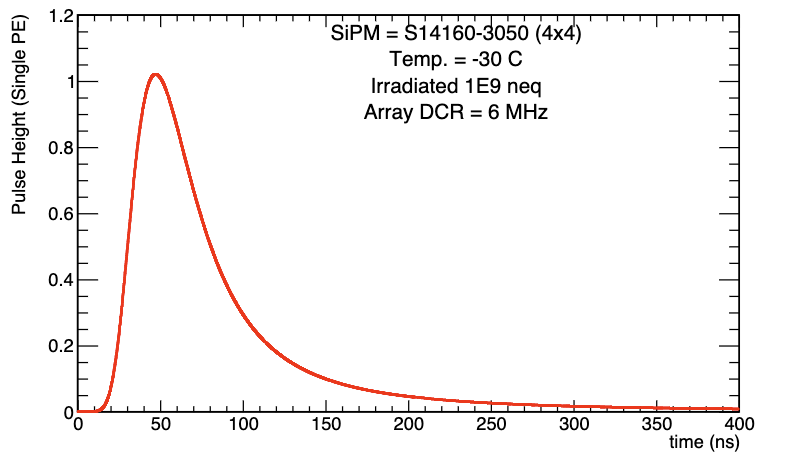 1.2
1
0.8
0.6
0.4
0.2
0
Pulse Height (Single PE)
SiPM = S14160-3050 (4x4)
Temp. = -30 C
Irradiated 1E9 neq
Array DCR = 6 MHz
0 50 100 150 200 250 300 350 400
time (ns)